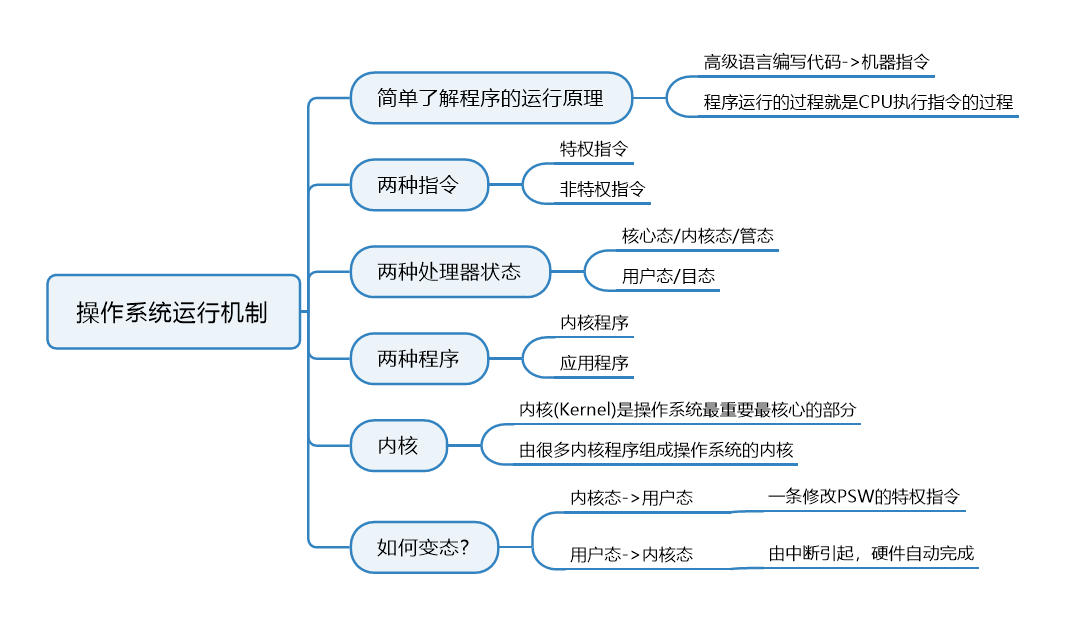 操作系统运行机制
简单了解程序的运行原理
高级语言编写代码->机器指令
程序运行的过程就是CPU执行指令的过程
两种指令
特权指令
非特权指令
两种处理器状态
核心态/内核态/管态
用户态/目态
两种程序
内核程序
应用程序
内核
内核(Kernel)是操作系统最重要最核心的部分
由很多内核程序组成操作系统的内核
如何变态?
内核态->用户态
一条修改PSW的特权指令
用户态->内核态
由中断引起，硬件自动完成